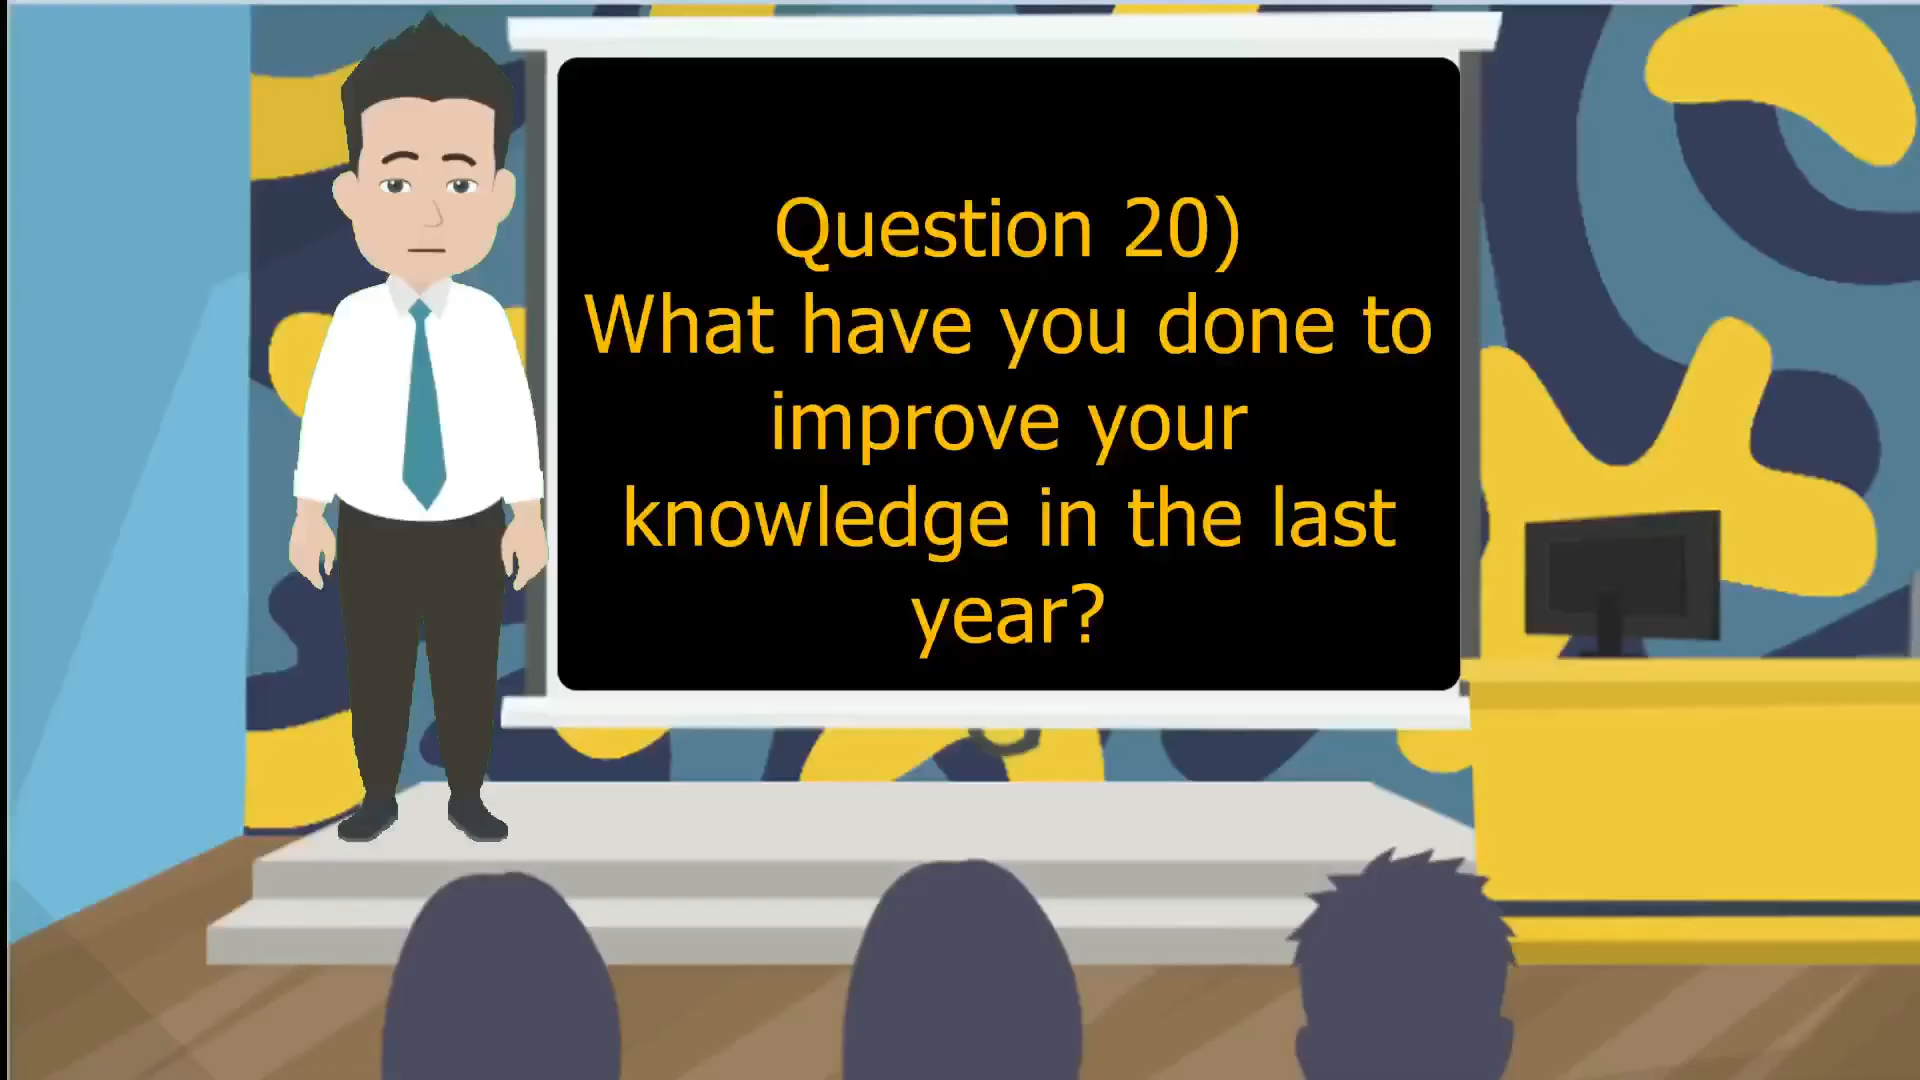 Question 20)
What have you done to
improve your
knowledge in the last
year?